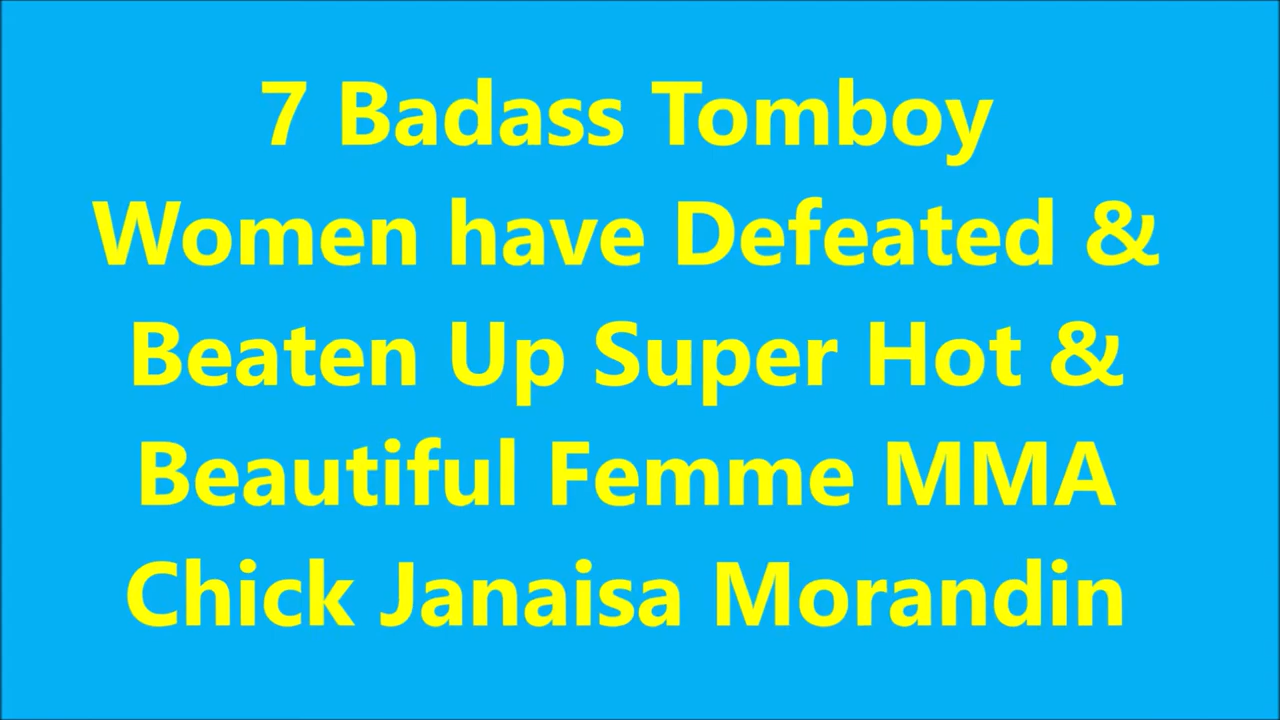 7 Badass Tomboy
Women have Defeated &
Beaten Up Super Hot &
Beautiful Femme MMA
Chick Janaisa Morandin